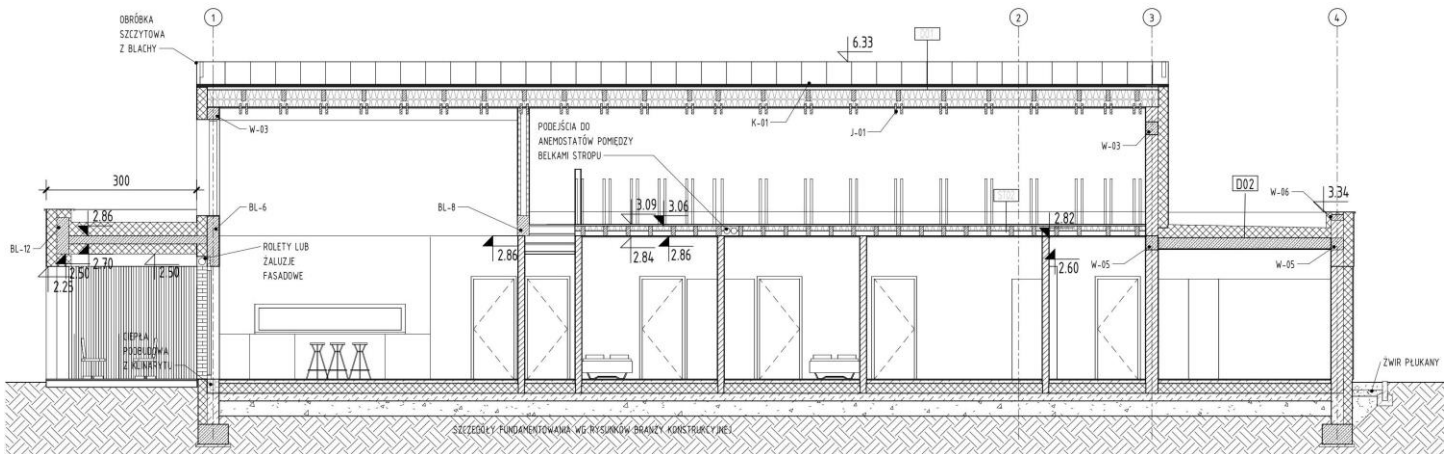 1
2
3
4
OBRÓBKA
SZCZYTOWA
Z BLACHY
6.33
W-03
K-01
J-01
W-03
PODEJŚCIA DO
ANEMOSTATÓW POMIĘDZY
BELKAMI STROPU
300
D02
W-06
3.34
BL-12
2.86
BL-6
BL-8
3.09
3.06
2.82
2.70
2.50
2.50
2.25
ROLETY LUB
ŻALUZJE
FASADOWE
2.86
2.84
2.86
2.60
W-05
W-05
CIEPŁA
PODBUDOWA
Z KLINARYTU
ŻWIR PŁUKANY
SZCZEGÓŁY FUNDAMENTOWANIA WG RYSUNKÓW BRANŻY KONSTRUKCYJNEJ